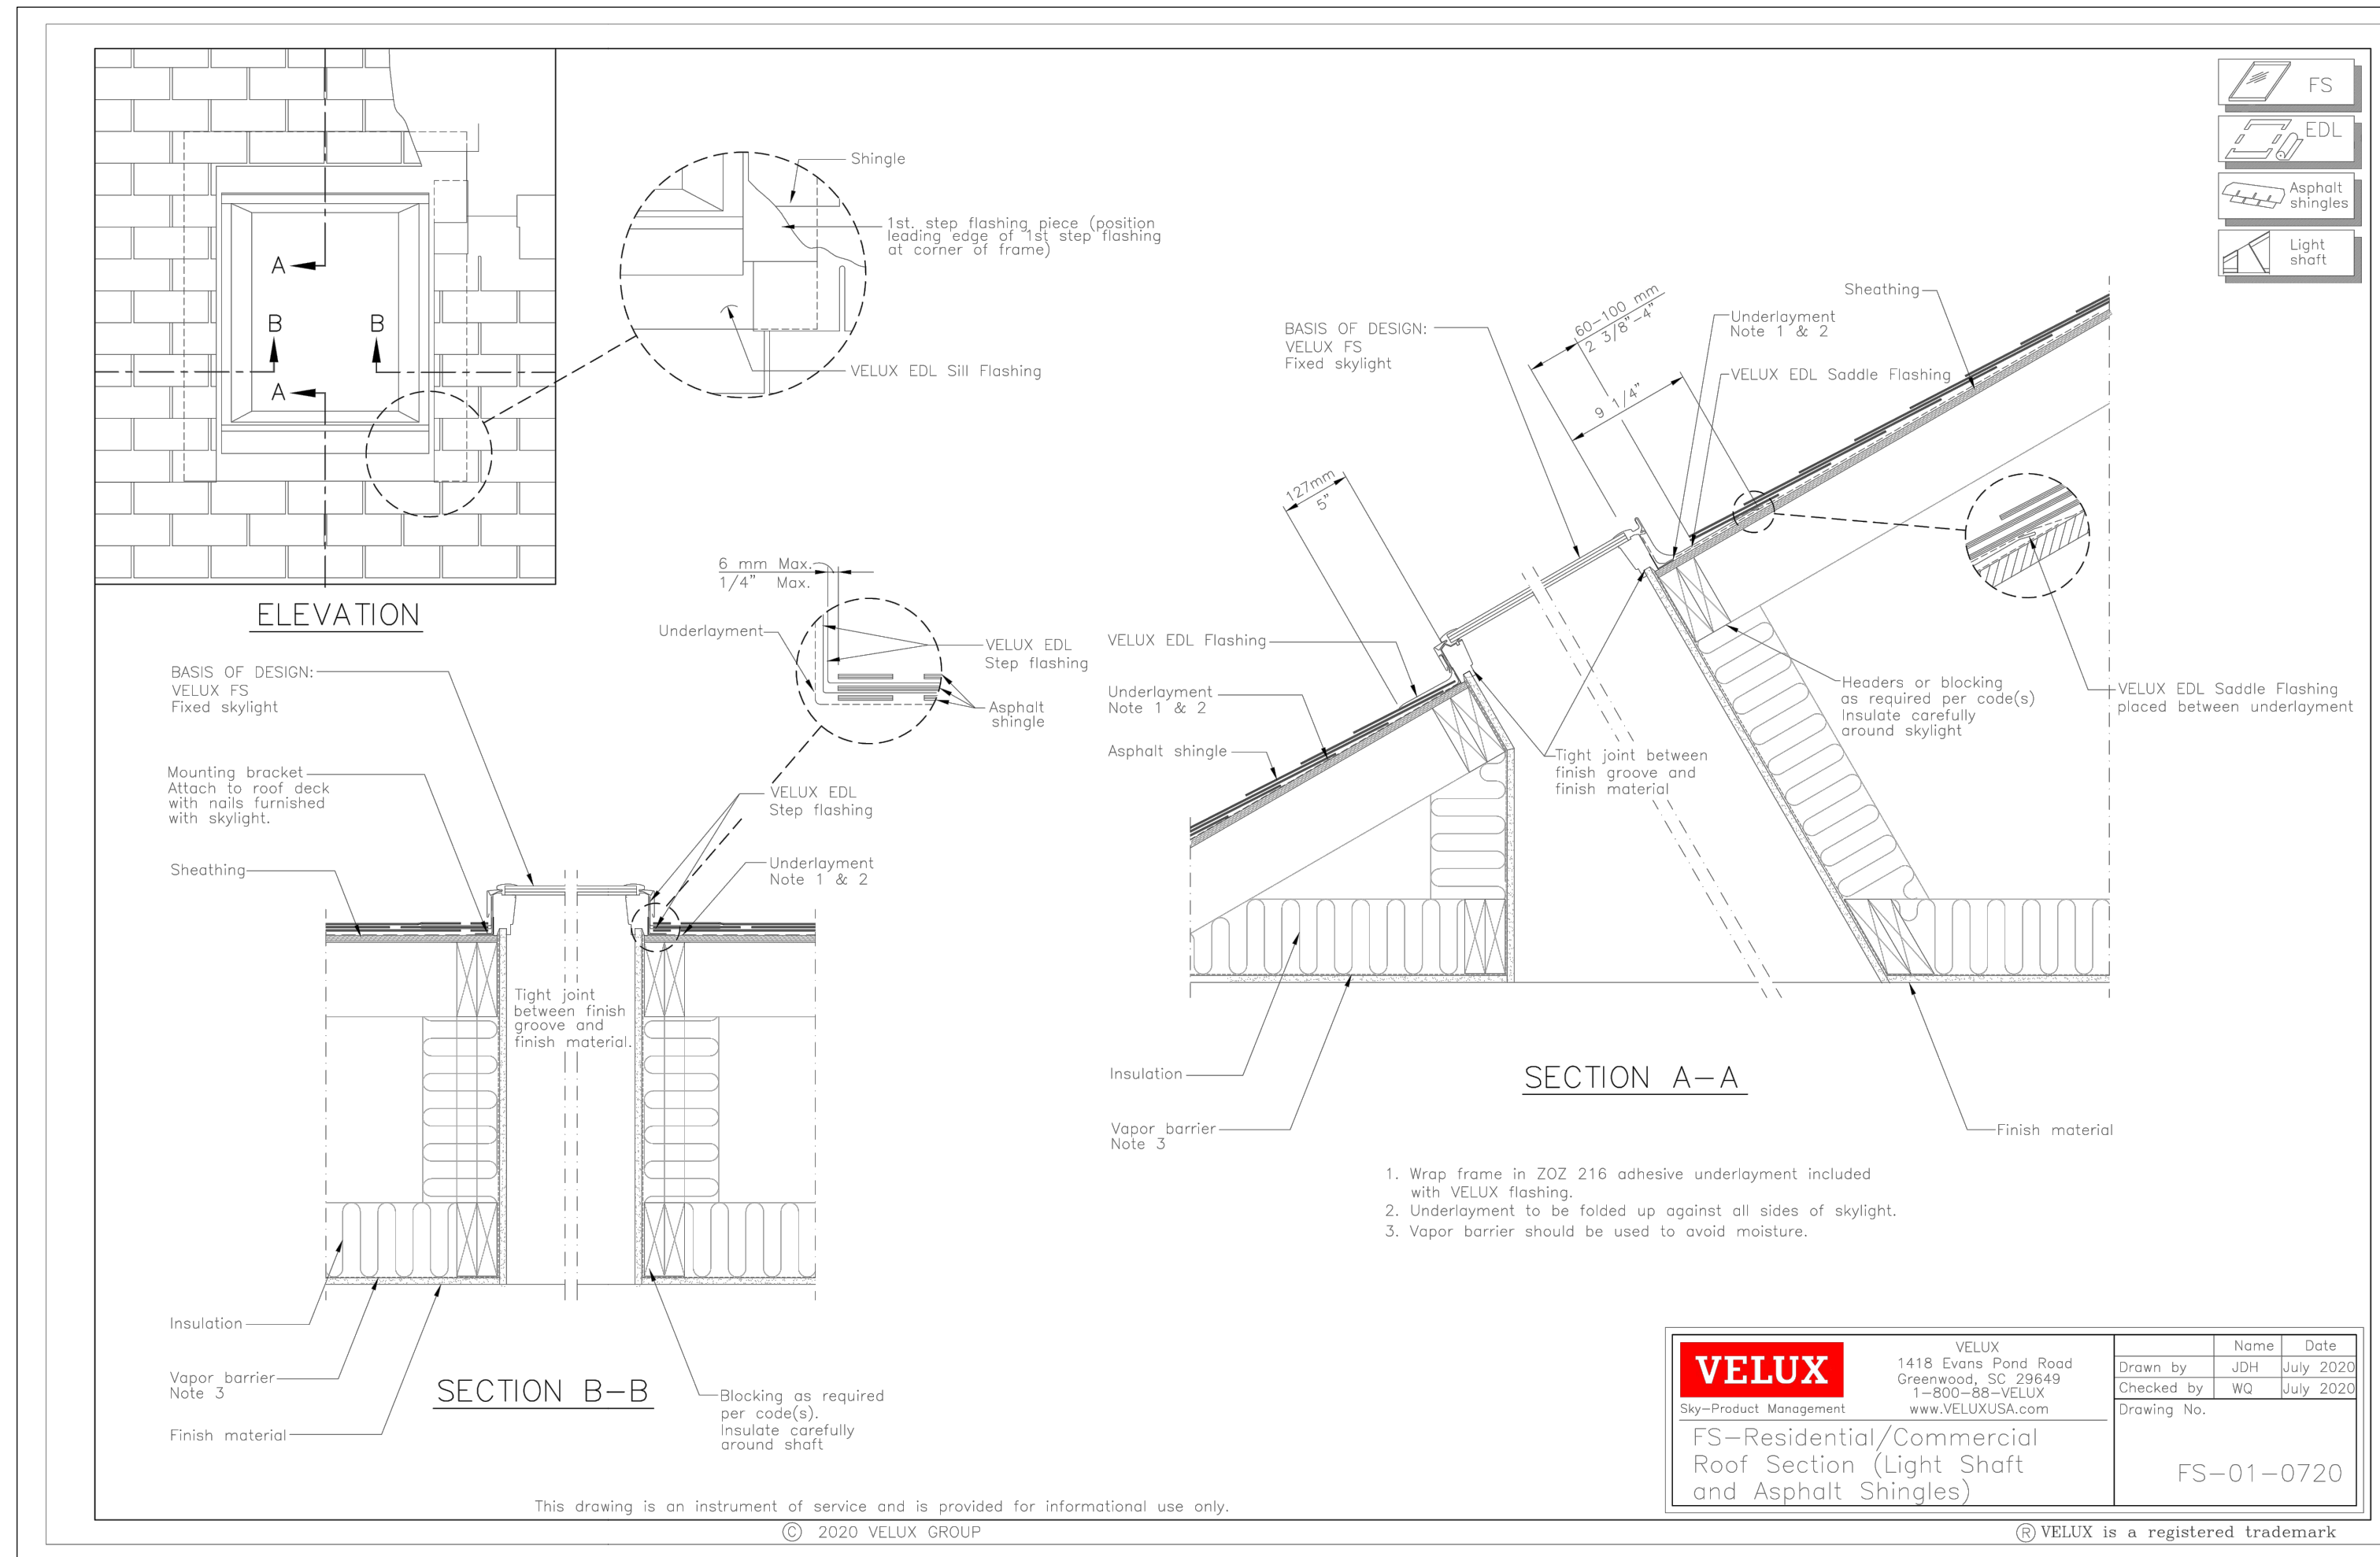 FS
EDL
Asphalt
shingles
Light
shaft
A
B
B
A
ELEVATION
Shingle
1st. step flashing piece (position
leading edge of 1st step flashing
at corner of frame)
VELUX EDL Sill Flashing
6 mm Max.
1/4" Max.
Underlayment
VELUX EDL
Step flashing
Asphalt
shingle
BASIS OF DESIGN:
VELUX FS
Fixed skylight
Mounting bracket
Attach to roof deck
with nails furnished
with skylight.
Sheathing
VELUX EDL
Step flashing
Underlayment
Note 1 & 2
Tight joint
between finish
groove and
finish material.
Insulation
Vapor barrier
Note 3
Finish material
SECTION B-B
Blocking as required
per code(s).
Insulate carefully
around shaft
BASIS OF DESIGN:
VELUX FS
Fixed skylight
60-100 mm
2 3/8"-4"
9 1/4"
127mm
5"
Sheathing
Underlayment
Note 1 & 2
VELUX EDL Saddle Flashing
VELUX EDL Flashing
Underlayment
Note 1 & 2
Asphalt shingle
Tight joint between
finish groove and
finish material
Headers or blocking
as required per code(s)
Insulate carefully
around skylight
VELUX EDL Saddle Flashing
placed between underlayment
Insulation
Vapor barrier
Note 3
SECTION A-A
Finish material
1. Wrap frame in ZOZ 216 adhesive underlayment included
with VELUX flashing.
2. Underlayment to be folded up against all sides of skylight.
3. Vapor barrier should be used to avoid moisture.
VELUX
Sky-Product Management
VELUX
1418 Evans Pond Road
Greenwood, SC 29649
1-800-88-VELUX
www.VELUXUSA.com
Name Date
Drawn by JDH July 2020
Checked by WQ July 2020
Drawing No.
FS-01-0720
FS-Residential/Commercial
Roof Section (Light Shaft
and Asphalt Shingles)
This drawing is an instrument of service and is provided for informational use only.
© 2020 VELUX GROUP
® VELUX is a registered trademark